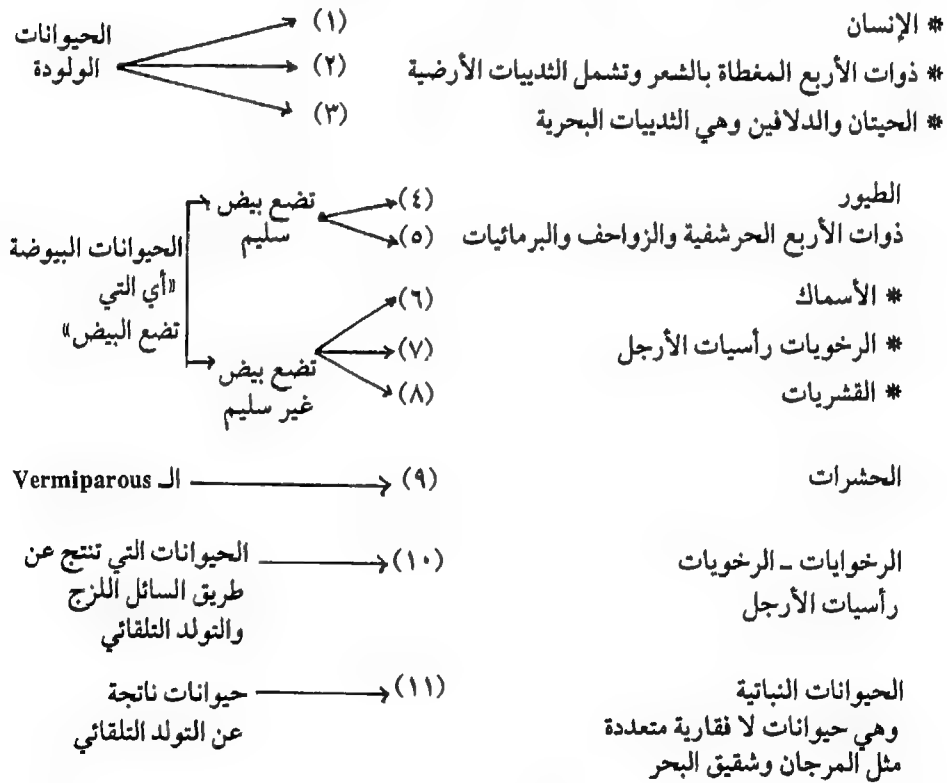 * الإنسان (١) الحيوانات
* ذوات الأربع المغطاة بالشعر وتشمل الثدييات الأرضية (٢) الولودة
* الحيتان والدلافين وهي الثدييات البحرية (٣)
الطيور (٤) تضع بيض
ذوات الأربع الحرشفية والزواحف والبرمائيات (٥) سليم
الحيوانات البيوضة
«أي التي
تضع البيض»
* الأسماك (٦)
* الرخويات رأسيات الأرجل (٧) تضع بيض
* القشريات (٨) غير سليم
الحشرات (٩) الـ Vermiparous
الرخوايات ـ الرخويات (١٠) الحيوانات التي تنتج عن
رأسيات الأرجل طريق السائل اللزج
والتولد التلقائي
الحيوانات النباتية (١١) حيوانات ناتجة
وهي حيوانات لا فقارية متعددة عن التولد التلقائي
مثل المرجان وشقيق البحر